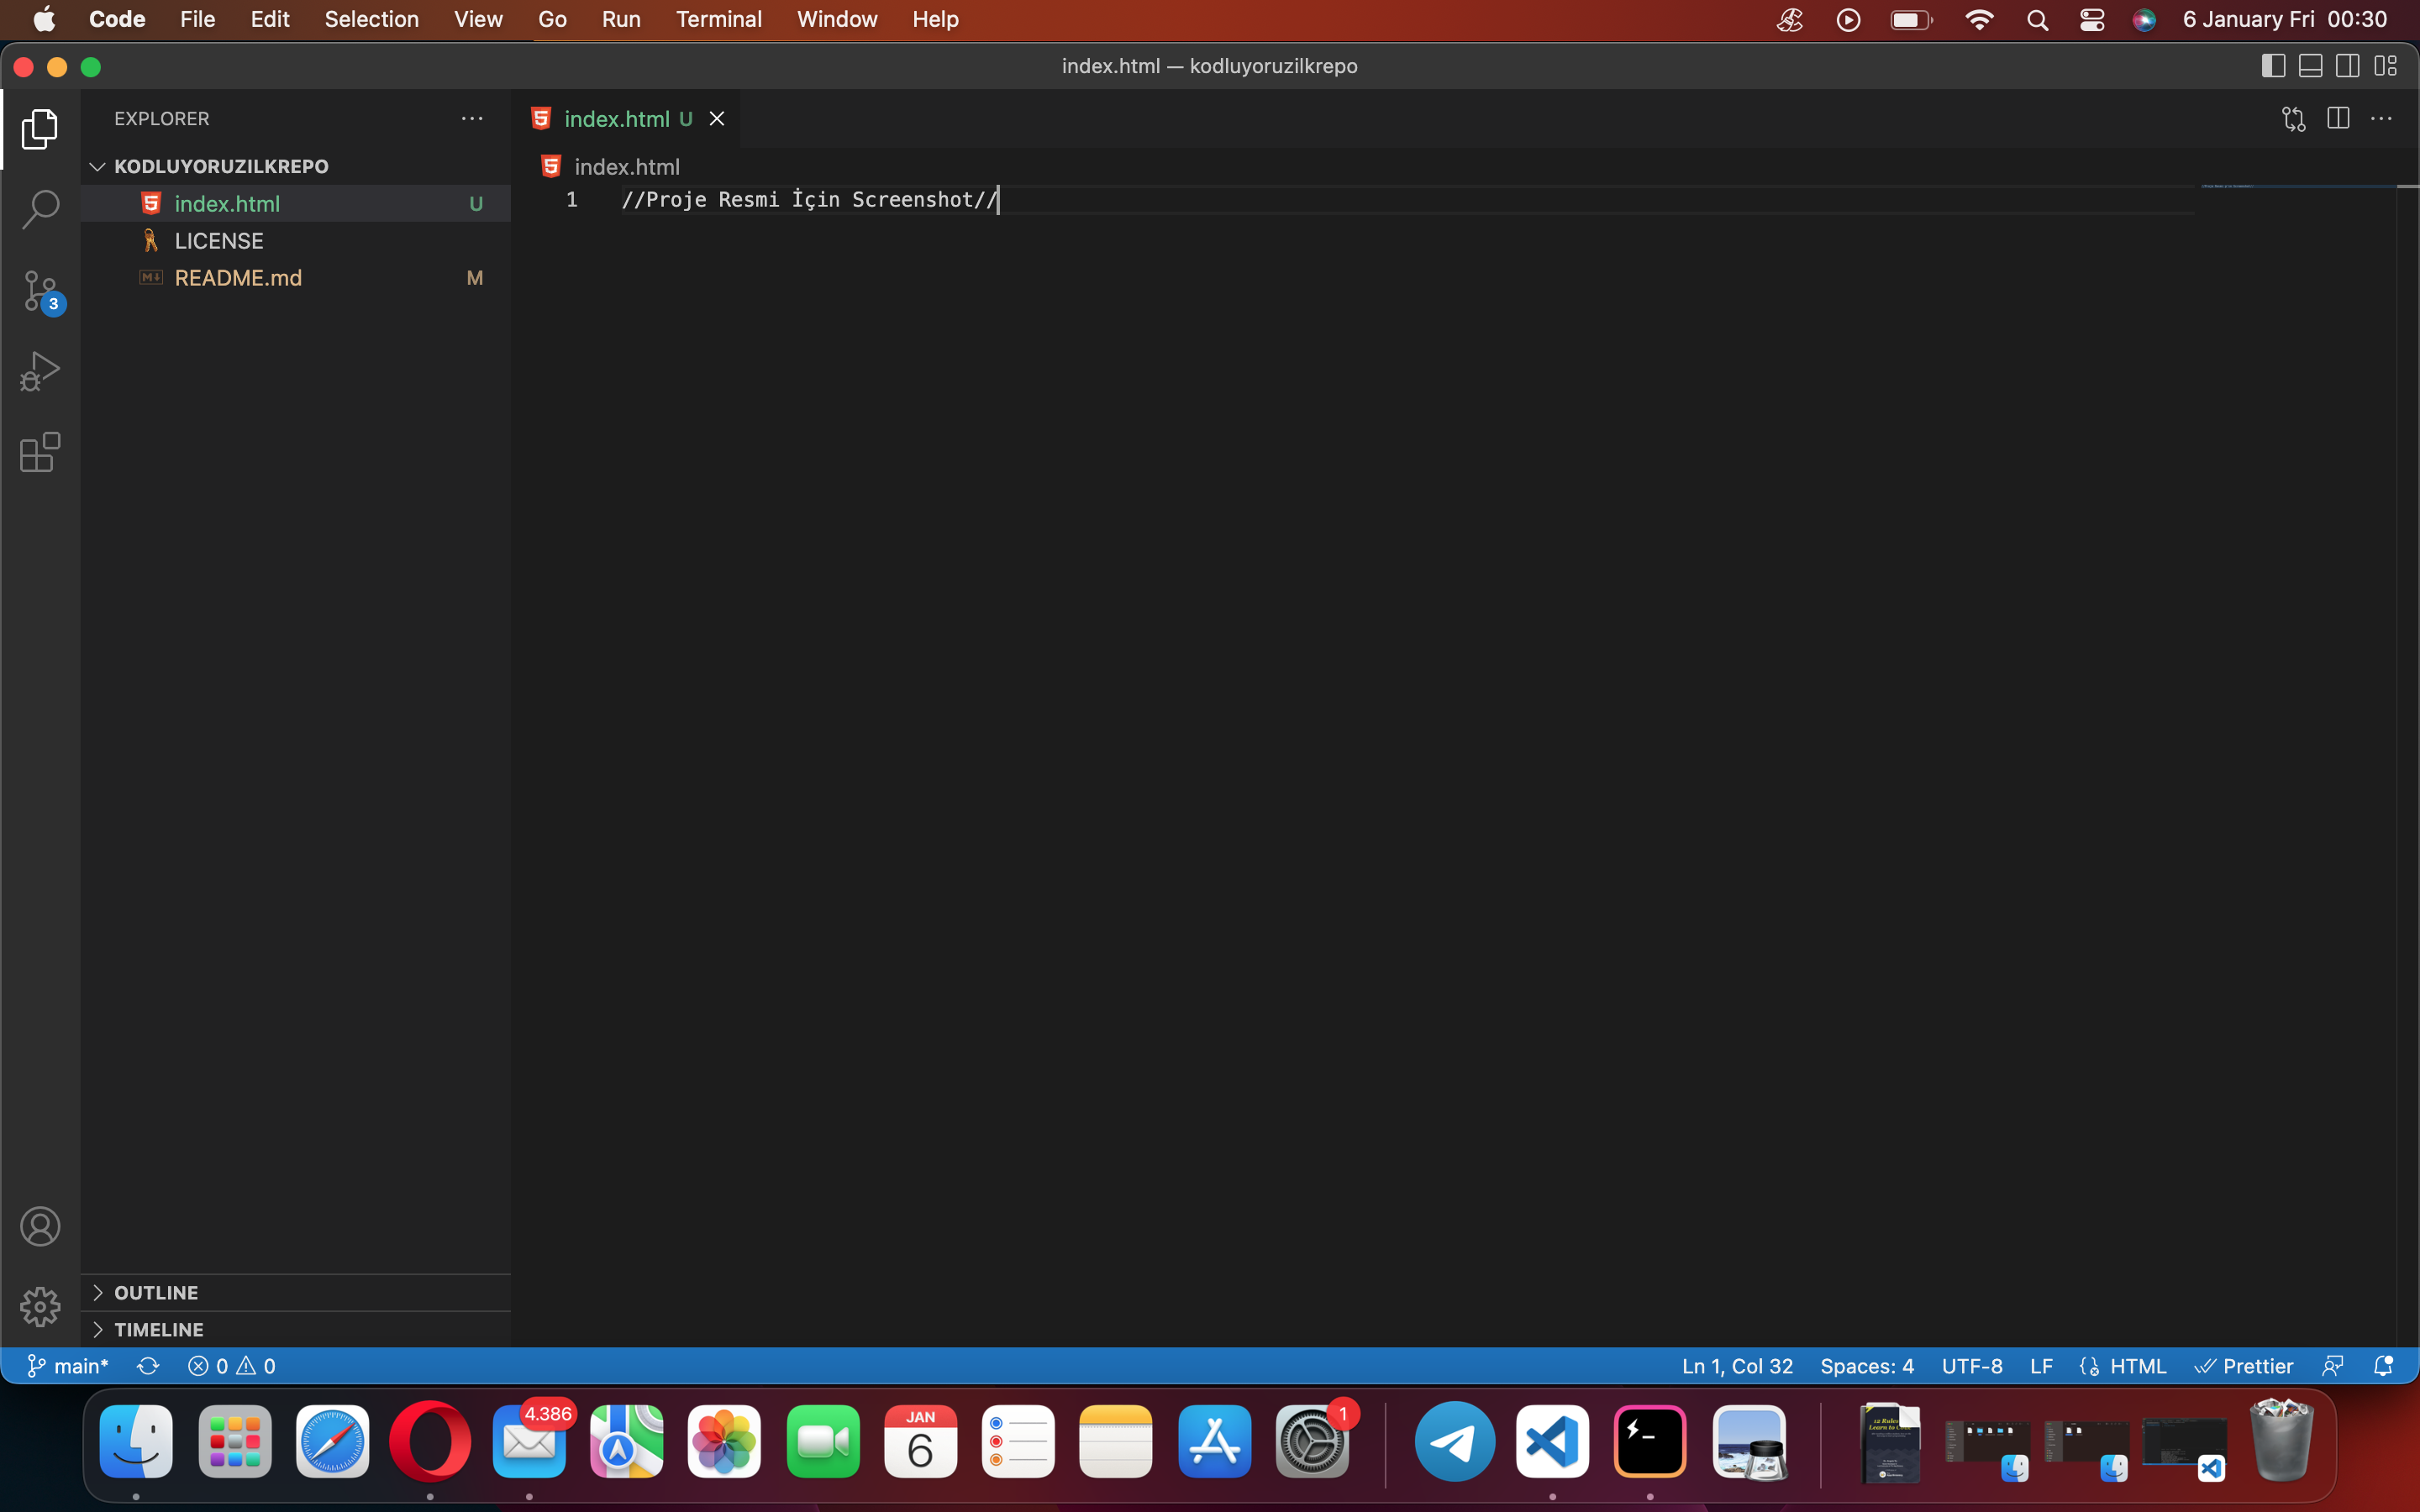 Code File Edit Selection View Go Run Terminal Window Help 6 January Fri 00:30
index.html — kodluyoruzilkrepo
EXPLORER
index.html U
KODLUYORUZILKREPO
index.html
index.html U
1 //Proje Resmi İçin Screenshot//
LICENSE
README.md M
3
OUTLINE
TIMELINE
main* 0 0 Ln 1, Col 32 Spaces: 4 UTF-8 LF HTML Prettier
4.386
JAN
6
1